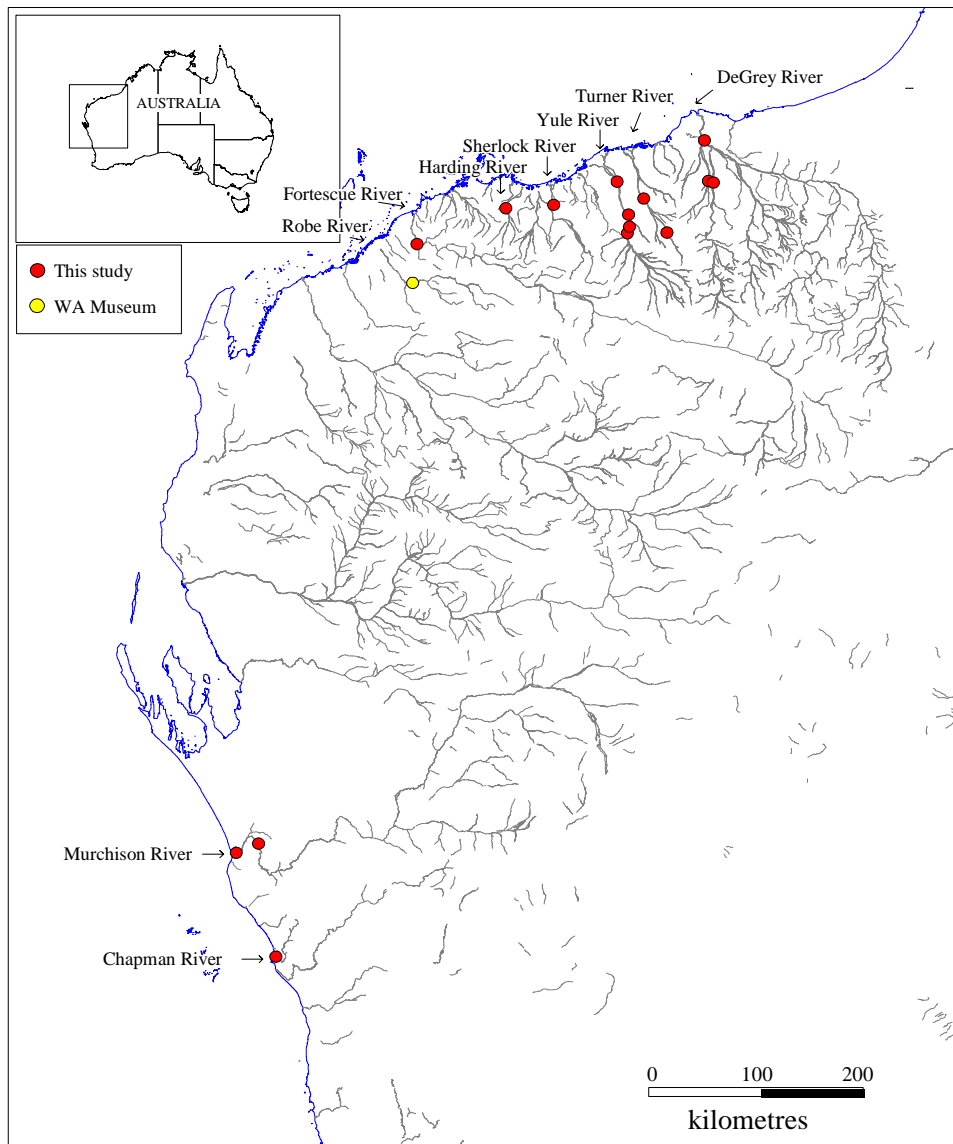 AUSTRALIA
This study
WA Museum
DeGrey River
Turner River
Yule River
Sherlock River
Harding River
Fortescue River
Robe River
Murchison River
Chapman River
0 100 200
kilometres